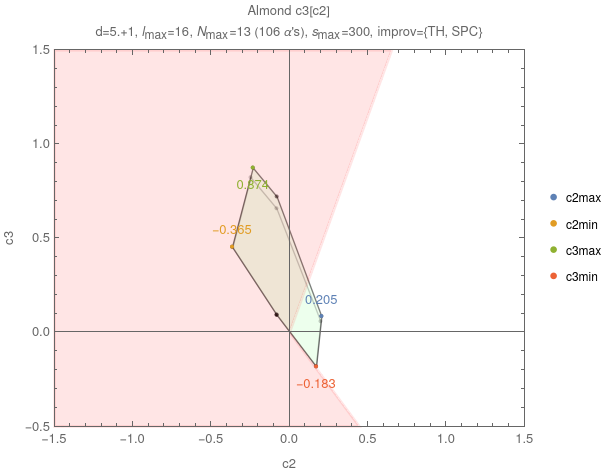 Almond c3[c2]
d=5.+1, lmax=16, Nmax=13 (106 α's), smax=300, improv={TH, SPC}
1.5
1.0
0.5
0.0
−0.5
c3
0.874
−0.365
0.205
−0.183
−1.5 −1.0 −0.5 0.0 0.5 1.0 1.5
c2
c2max
c2min
c3max
c3min